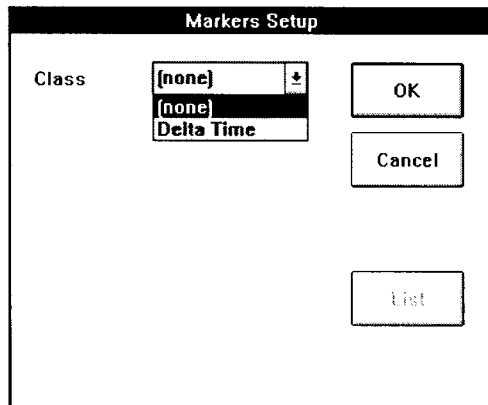 Markers Setup
Class
(none)
(none)
Delta Time
OK
Cancel
List